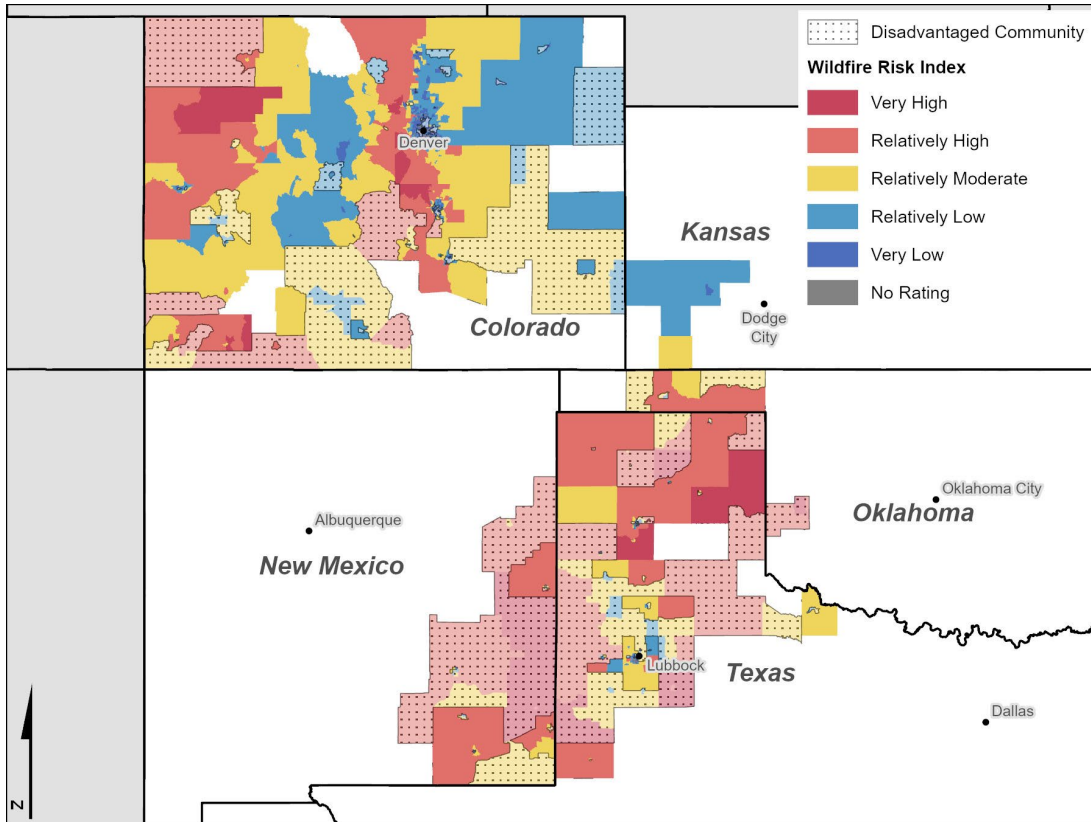 Disadvantaged Community
Wildfire Risk Index
Very High
Relatively High
Relatively Moderate
Relatively Low
Very Low
No Rating
Denver
Kansas
Dodge
City
Colorado
Oklahoma City
Albuquerque
Oklahoma
New Mexico
Lubbock
Texas
Dallas
N